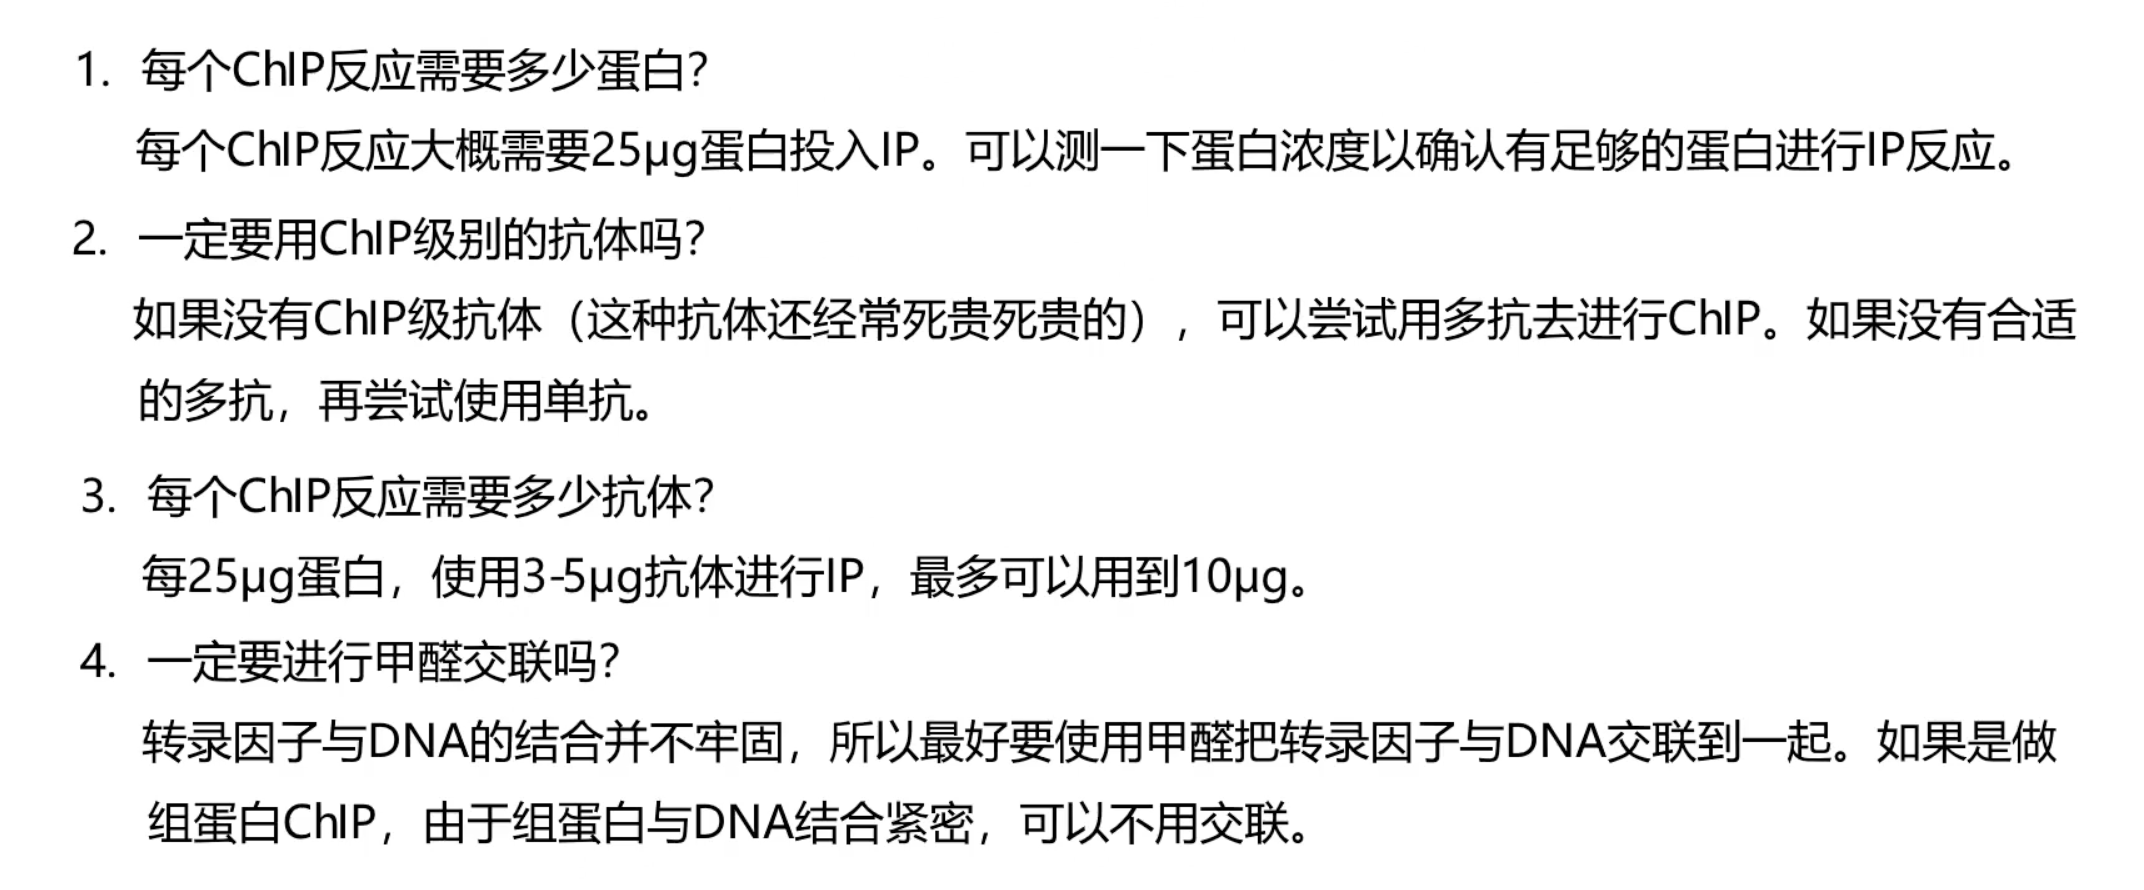 1. 每个ChIP反应需要多少蛋白？
每个ChIP反应大概需要25μg蛋白投入IP。可以测一下蛋白浓度以确认有足够的蛋白进行IP反应。
2. 一定要用ChIP级别的抗体吗？
如果没有ChIP级抗体（这种抗体还经常死贵死贵的），可以尝试用多抗去进行ChIP。如果没有合适
的多抗，再尝试使用单抗。
3. 每个ChIP反应需要多少抗体？
每25μg蛋白，使用3-5μg抗体进行IP，最多可以用到10μg。
4. 一定要进行甲醛交联吗？
转录因子与DNA的结合并不牢固，所以最好要使用甲醛把转录因子与DNA交联到一起。如果是做
组蛋白ChIP，由于组蛋白与DNA结合紧密，可以不用交联。